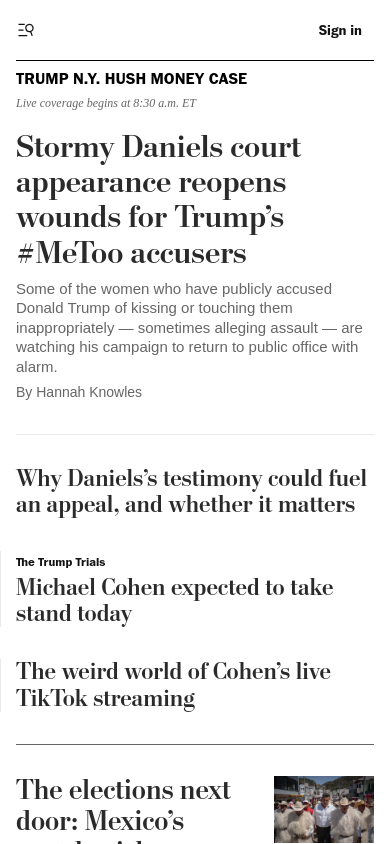 Sign in
TRUMP N.Y. HUSH MONEY CASE
Live coverage begins at 8:30 a.m. ET
Stormy Daniels court
appearance reopens
wounds for Trump’s
#MeToo accusers
Some of the women who have publicly accused
Donald Trump of kissing or touching them
inappropriately — sometimes alleging assault — are
watching his campaign to return to public office with
alarm.
By Hannah Knowles
Why Daniels’s testimony could fuel
an appeal, and whether it matters
The Trump Trials
Michael Cohen expected to take
stand today
The weird world of Cohen’s live
TikTok streaming
The elections next
door: Mexico’s